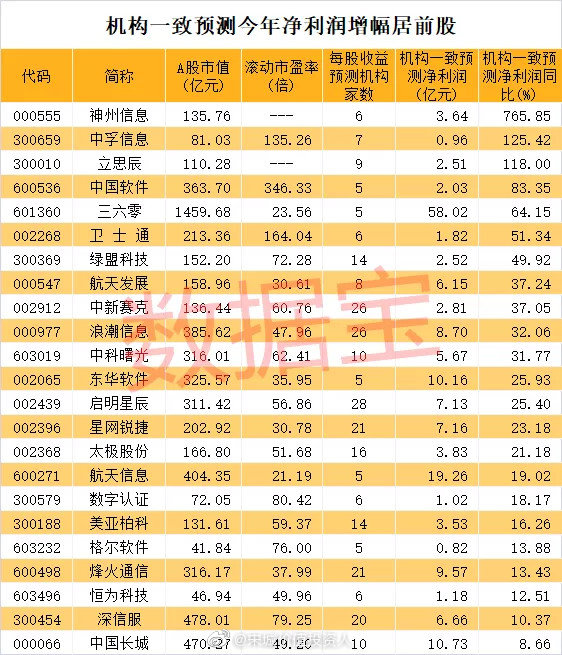 机构一致预测今年净利润增幅居前股
代码 简称 A股市值(亿元) 滚动市盈率(倍) 每股收益预测机构家数 机构一致预测净利润(亿元) 机构一致预测净利润同比(%)
000555 神州信息 135.76 --- 6 3.64 765.85
300659 中孚信息 81.03 135.26 7 0.96 125.42
300010 立思辰 110.28 --- 9 2.51 118.00
600536 中国软件 363.70 346.33 5 2.03 83.35
601360 三六零 1459.68 23.56 5 58.02 64.15
002268 卫士通 213.36 164.04 6 1.82 51.34
300369 绿盟科技 152.20 72.28 14 2.52 49.92
000547 航天发展 158.96 30.61 8 6.15 37.24
002912 中新赛克 136.44 60.76 26 2.81 37.05
000977 浪潮信息 385.62 47.96 26 8.70 32.06
603019 中科曙光 316.01 62.41 10 5.67 31.77
002065 东华软件 325.57 35.95 5 10.16 25.93
002439 启明星辰 311.42 56.86 28 7.13 25.40
002396 星网锐捷 202.92 30.78 21 7.16 23.18
002368 太极股份 166.80 51.68 16 3.83 21.18
600271 航天信息 404.35 21.19 5 19.26 19.02
300579 数字认证 72.05 80.42 6 1.02 18.17
300188 美亚柏科 131.61 59.37 14 3.53 16.26
603232 格尔软件 41.84 76.00 5 0.82 13.88
600498 烽火通信 316.17 37.99 21 9.57 13.43
603496 恒为科技 46.94 49.96 6 1.18 12.51
300454 深信服 478.01 79.25 20 6.66 10.37
000066 中国长城 470.27 49.20 10 10.73 8.66
数据宝